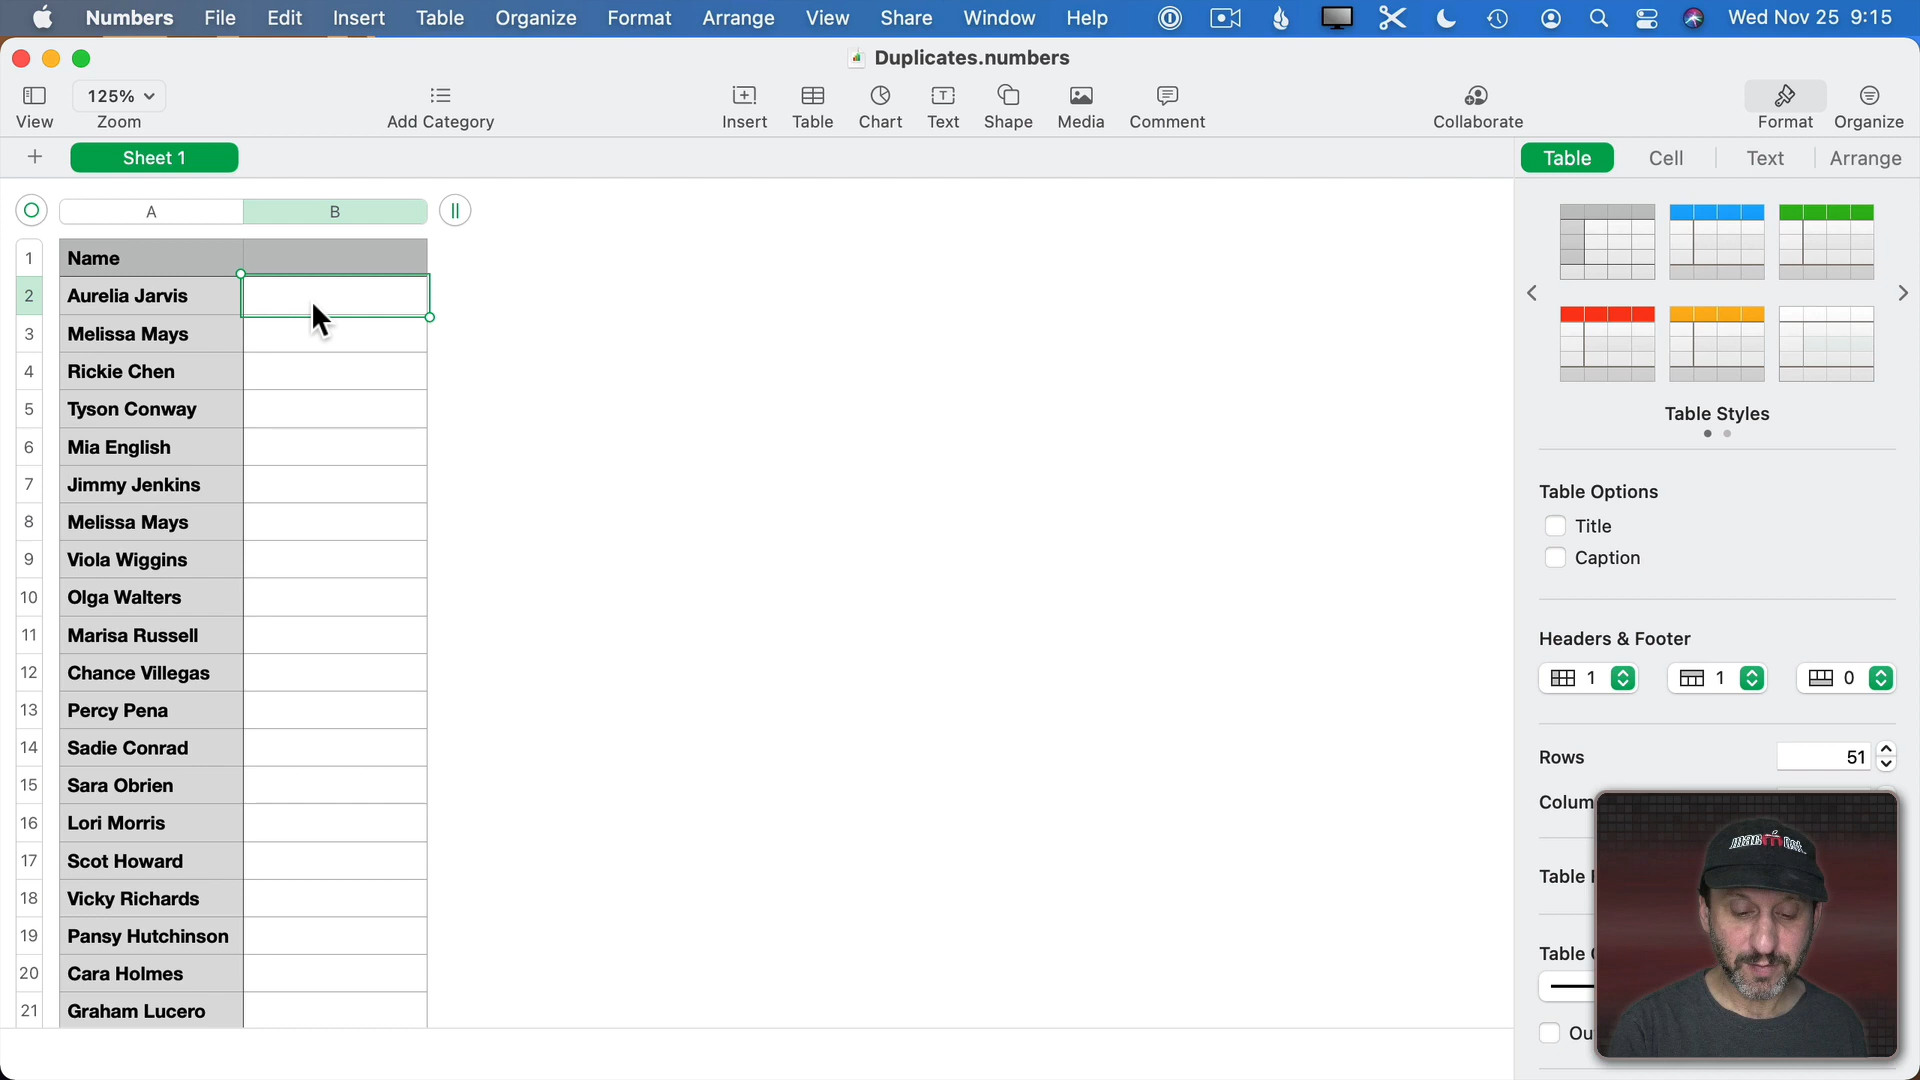 Numbers File Edit Insert Table Organize Format Arrange View Share Window Help Wed Nov 25 9:15
Duplicates.numbers
125%
View Zoom Add Category Insert Table Chart Text Shape Media Comment Collaborate Format Organize
Sheet 1
Table Cell Text Arrange
A B
1 Name
2 Aurelia Jarvis
3 Melissa Mays
4 Rickie Chen
5 Tyson Conway
6 Mia English
7 Jimmy Jenkins
8 Melissa Mays
9 Viola Wiggins
10 Olga Walters
11 Marisa Russell
12 Chance Villegas
13 Percy Pena
14 Sadie Conrad
15 Sara Obrien
16 Lori Morris
17 Scot Howard
18 Vicky Richards
19 Pansy Hutchinson
20 Cara Holmes
21 Graham Lucero
Table Styles
Table Options
Title
Caption
Headers & Footer
1 1 0
Rows 51
Colum
Table
Table
Ou